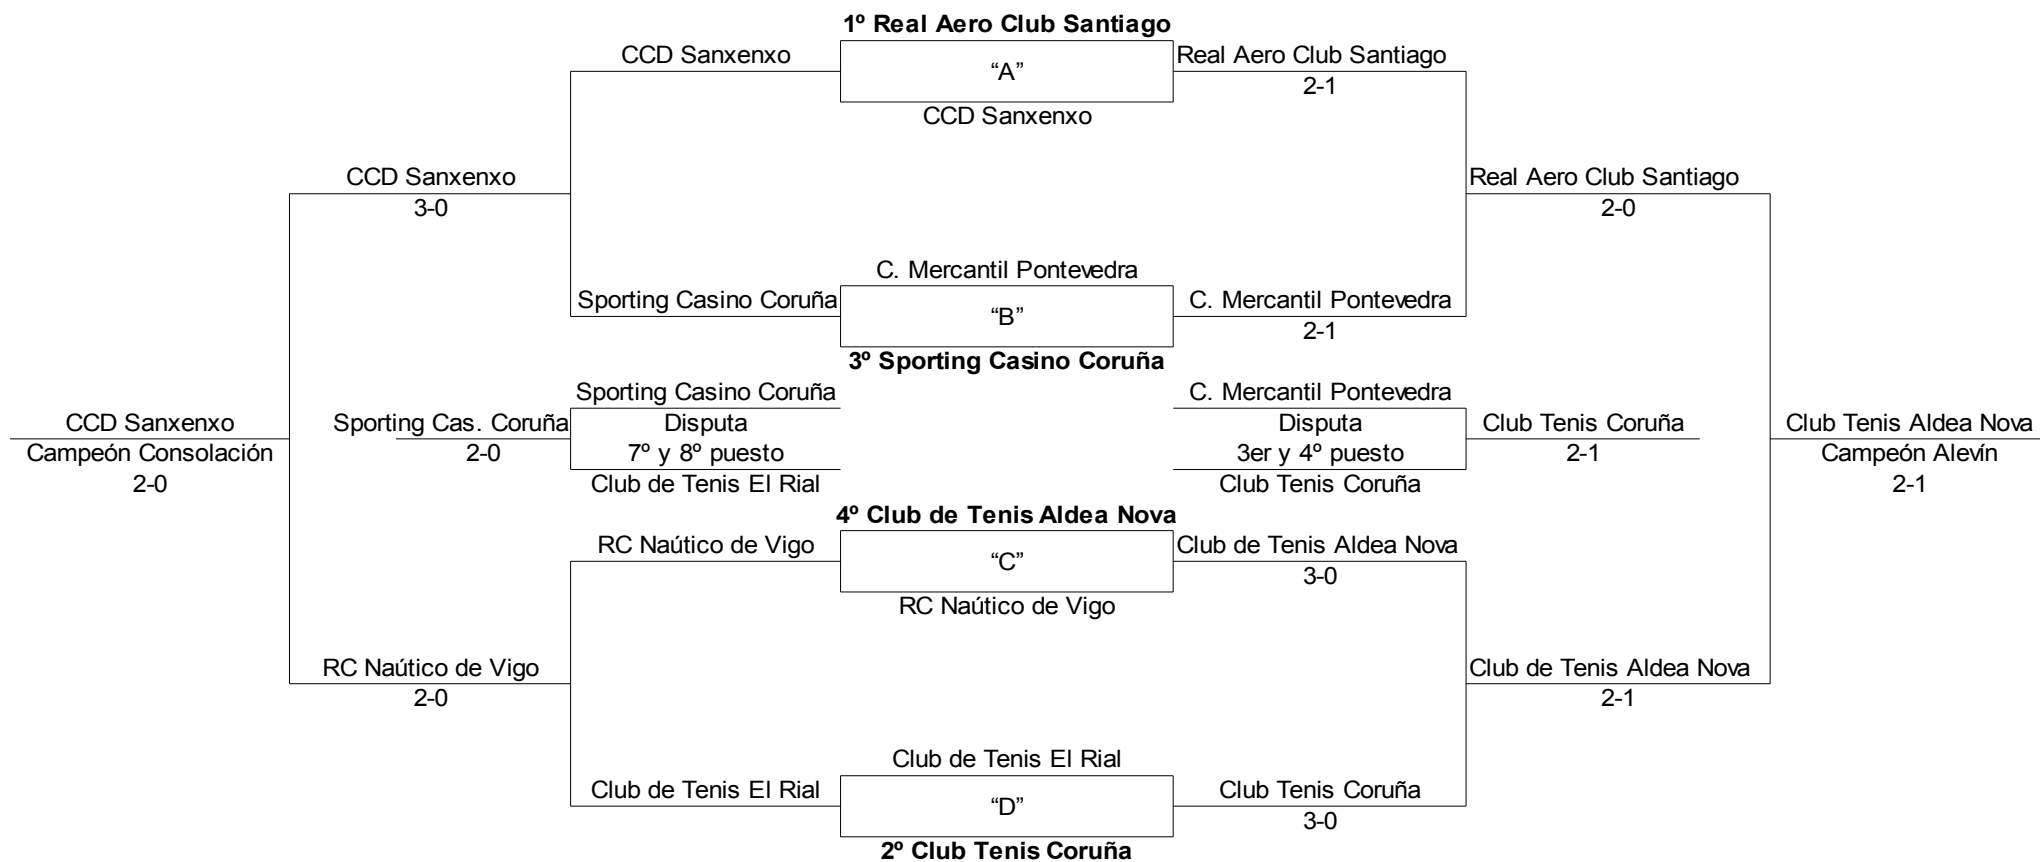 1º Real Aero Club Santiago
CCD Sanxenxo
“A”
Real Aero Club Santiago
2-1
CCD Sanxenxo
CCD Sanxenxo
3-0
Real Aero Club Santiago
2-0
C. Mercantil Pontevedra
Sporting Casino Coruña
“B”
C. Mercantil Pontevedra
2-1
3º Sporting Casino Coruña
Sporting Casino Coruña
C. Mercantil Pontevedra
CCD Sanxenxo
Campeón Consolación
2-0
Sporting Cas. Coruña
2-0
Disputa
7º y 8º puesto
Club de Tenis El Rial
Disputa
3er y 4º puesto
Club Tenis Coruña
Club Tenis Coruña
2-1
Club Tenis Aldea Nova
Campeón Alevín
2-1
4º Club de Tenis Aldea Nova
RC Naútico de Vigo
“C”
Club de Tenis Aldea Nova
3-0
RC Naútico de Vigo
RC Naútico de Vigo
2-0
Club de Tenis Aldea Nova
2-1
Club de Tenis El Rial
Club de Tenis El Rial
“D”
Club Tenis Coruña
3-0
2º Club Tenis Coruña